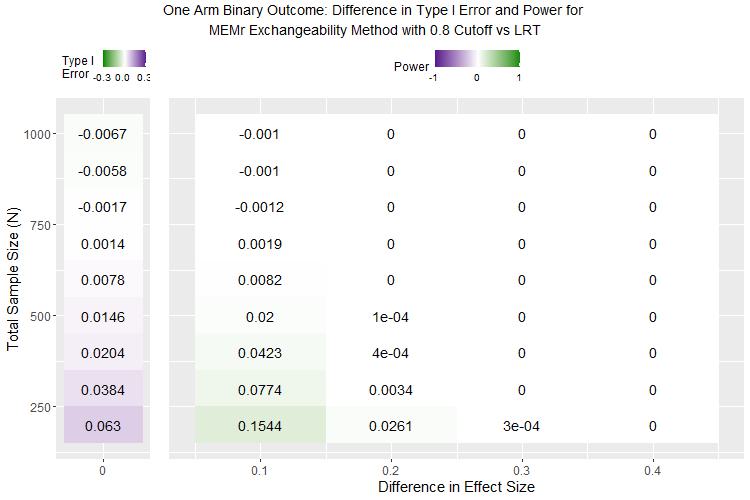 One Arm Binary Outcome: Difference in Type I Error and Power for
MEMr Exchangeability Method with 0.8 Cutoff vs LRT
Type I
Error
-0.3 0.0 0.3
Power
-1 0 1
Total Sample Size (N)
1000 -0.0067 -0.001 0 0 0
-0.0058 -0.001 0 0 0
-0.0017 -0.0012 0 0 0
750
0.0014 0.0019 0 0 0
0.0078 0.0082 0 0 0
500 0.0146 0.02 1e-04 0 0
0.0204 0.0423 4e-04 0 0
0.0384 0.0774 0.0034 0 0
250
0.063 0.1544 0.0261 3e-04 0
0 0.1 0.2 0.3 0.4
Difference in Effect Size